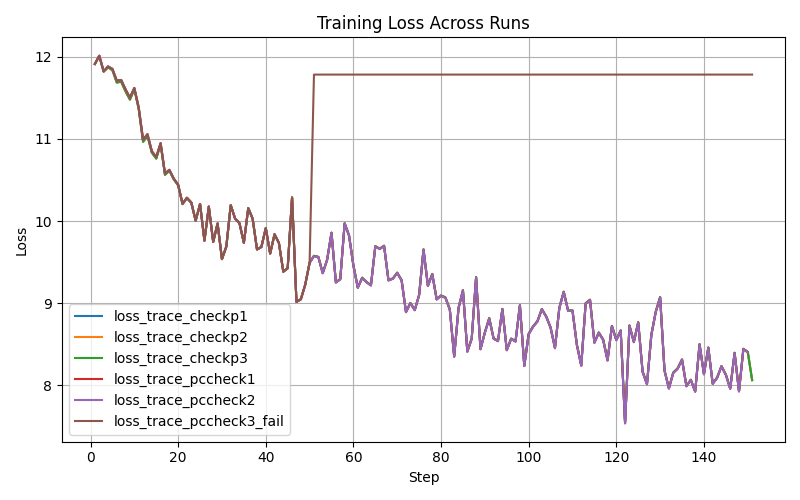 Training Loss Across Runs
12
11
10
9
8
Loss
loss_trace_checkp1
loss_trace_checkp2
loss_trace_checkp3
loss_trace_pccheck1
loss_trace_pccheck2
loss_trace_pccheck3_fail
0 20 40 60 80 100 120 140
Step